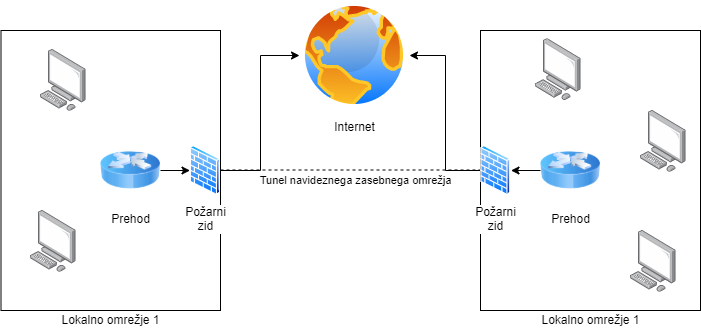 Internet
Tunel navideznega zasebnega omrežja
Prehod
Požarni
zid
Požarni
zid
Prehod
Lokalno omrežje 1
Lokalno omrežje 1